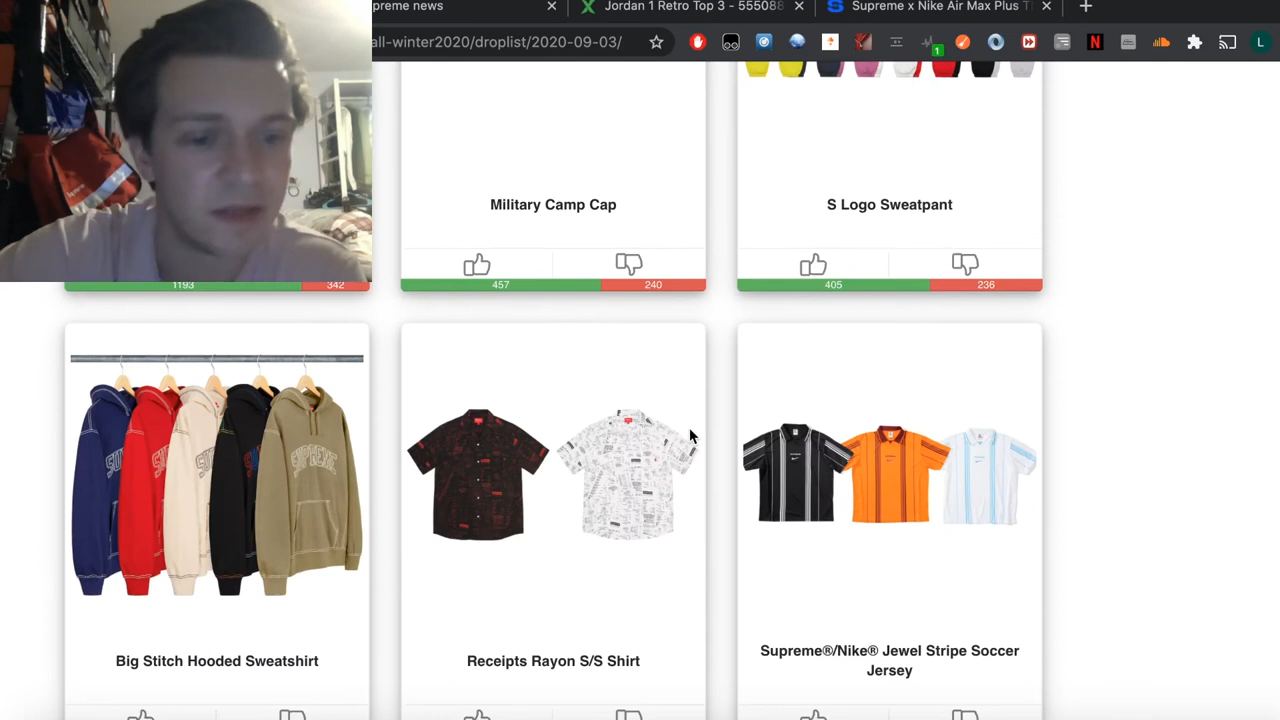 preme news
Jordan 1 Retro Top 3 - 555088
Supreme x Nike Air Max Plus T
all-winter2020/droplist/2020-09-03/
1
N
L
Military Camp Cap
S Logo Sweatpant
1193
342
457
240
405
236
SUPREME
Big Stitch Hooded Sweatshirt
Receipts Rayon S/S Shirt
Supreme®/Nike® Jewel Stripe Soccer
Jersey